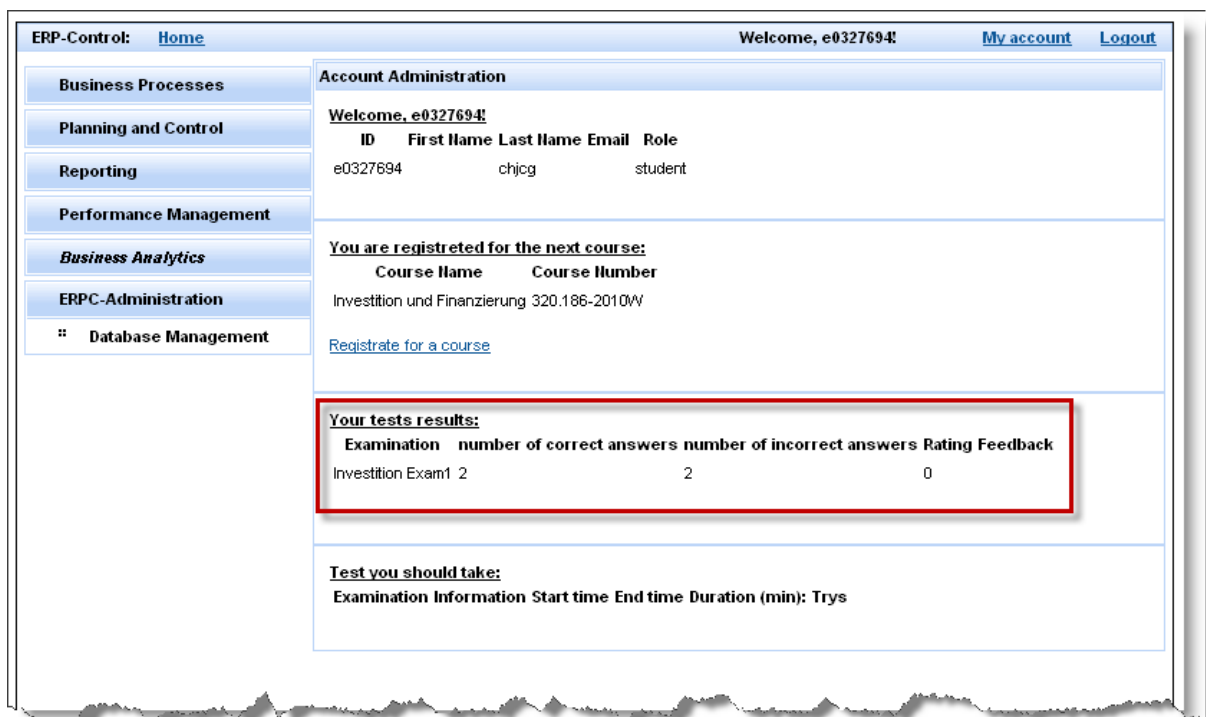 ERP-Control: Home Welcome, e0327694! My account Logout
Business Processes
Planning and Control
Reporting
Performance Management
Business Analytics
ERPC-Administration
Database Management
Account Administration
Welcome, e0327694!
ID First Name Last Name Email Role
e0327694 chjcg student
You are registreted for the next course:
Course Name Course Number
Investition und Finanzierung 320.186-2010W
Registrate for a course
Your tests results:
Examination number of correct answers number of incorrect answers Rating Feedback
Investition Exam1 2 2 0
Test you should take:
Examination Information Start time End time Duration (min): Trys